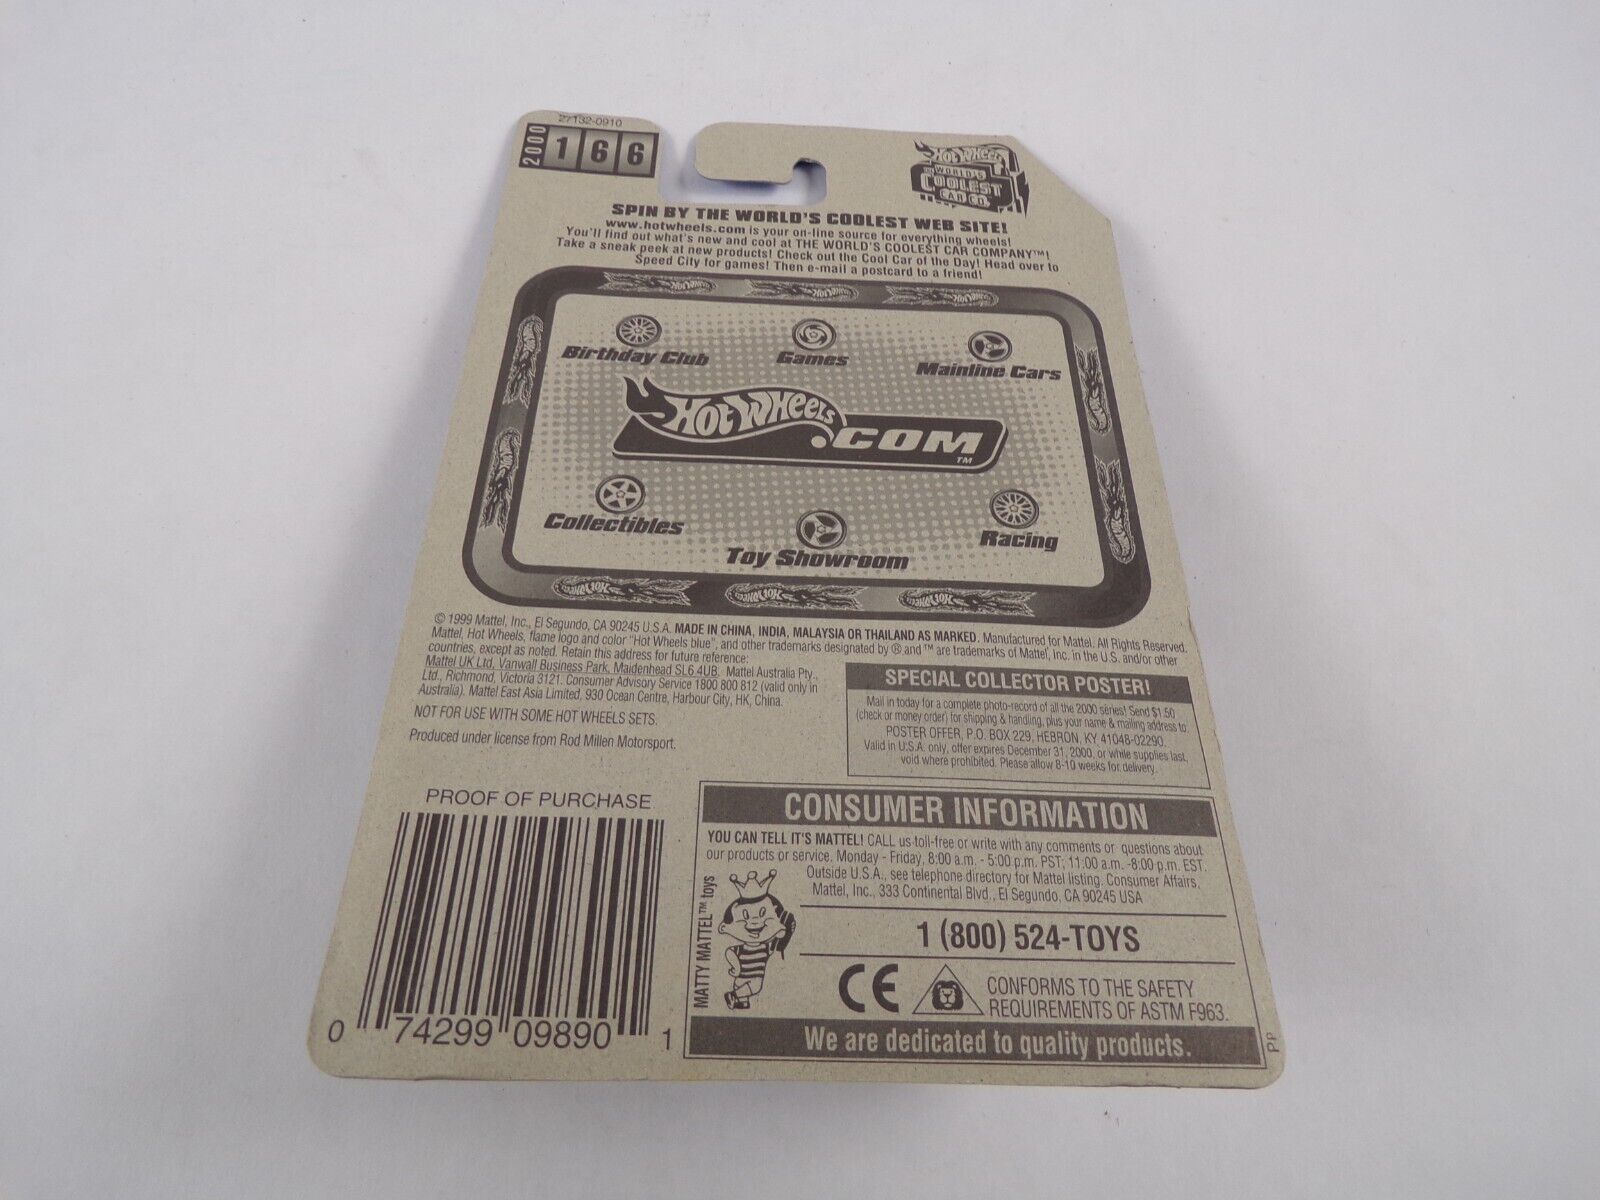 27132-0910
2000 166
HOT WHEELS
WORLD'S
COOLEST
CAR CO.
SPIN BY THE WORLD'S COOLEST WEB SITE!
www.hotwheels.com is your on-line source for everything wheels!
You'll find out what's new and cool at THE WORLD'S COOLEST CAR COMPANY™!
Take a sneak peek at new products! Check out the Cool Car of the Day! Head over to
Speed City for games! Then e-mail a postcard to a friend!
Hot Wheels Hot Wheels Hot Wheels
Birthday Club
Games
Mainline Cars
Hot Wheels.COM™
Collectibles
Toy Showroom
Racing
Hot Wheels Hot Wheels Hot Wheels
© 1999 Mattel, Inc., El Segundo, CA 90245 U.S.A. MADE IN CHINA, INDIA, MALAYSIA OR THAILAND AS MARKED. Manufactured for Mattel. All Rights Reserved.
Mattel, Hot Wheels, flame logo and color "Hot Wheels blue", and other trademarks designated by ® and ™ are trademarks of Mattel, Inc. in the U.S. and/or other
countries, except as noted. Retain this address for future reference:
Mattel UK Ltd, Vanwall Business Park, Maidenhead SL6 4UB. Mattel Australia Pty.,
Ltd., Richmond, Victoria 3121. Consumer Advisory Service 1800 800 812 (valid only in
Australia). Mattel East Asia Limited, 930 Ocean Centre, Harbour City, HK, China.
NOT FOR USE WITH SOME HOT WHEELS SETS.
Produced under license from Rod Millen Motorsport.
SPECIAL COLLECTOR POSTER!
Mail in today for a complete photo-record of all the 2000 series! Send $1.50
(check or money order) for shipping & handling, plus your name & mailing address to
POSTER OFFER, P.O. BOX 229, HEBRON, KY 41048-02290.
Valid in U.S.A. only, offer expires December 31, 2000, or while supplies last,
void where prohibited. Please allow 8-10 weeks for delivery.
PROOF OF PURCHASE
0 74299 09890 1
CONSUMER INFORMATION
YOU CAN TELL IT'S MATTEL! CALL us toll-free or write with any comments or questions about
our products or service. Monday - Friday, 8:00 a.m. - 5:00 p.m. PST; 11:00 a.m. -8:00 p.m. EST.
Outside U.S.A., see telephone directory for Mattel listing. Consumer Affairs,
Mattel, Inc., 333 Continental Blvd., El Segundo, CA 90245 USA
MATTY MATTEL™ toys
1 (800) 524-TOYS
CE
CONFORMS TO THE SAFETY
REQUIREMENTS OF ASTM F963.
We are dedicated to quality products.
PP